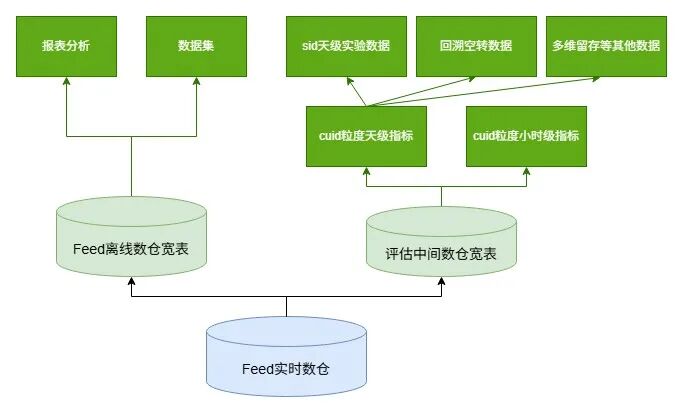 报表分析
数据集
sid天级实验数据
回溯空转数据
多维留存等其他数据
cuid粒度天级指标
cuid粒度小时级指标
Feed离线数仓宽表
评估中间数仓宽表
Feed实时数仓